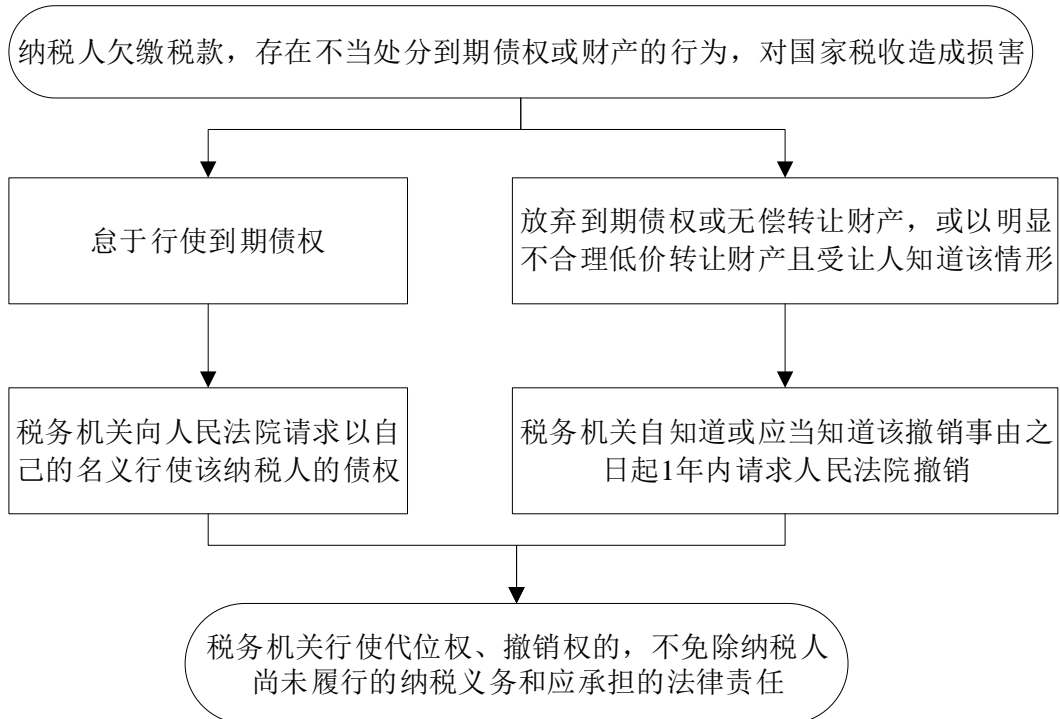 纳税人欠缴税款，存在不当处分到期债权或财产的行为，对国家税收造成损害
怠于行使到期债权
放弃到期债权或无偿转让财产，或以明显
不合理低价转让财产且受让人知道该情形
税务机关向人民法院请求以自
己的名义行使该纳税人的债权
税务机关自知道或应当知道该撤销事由之
日起1年内请求人民法院撤销
税务机关行使代位权、撤销权的，不免除纳税人
尚未履行的纳税义务和应承担的法律责任